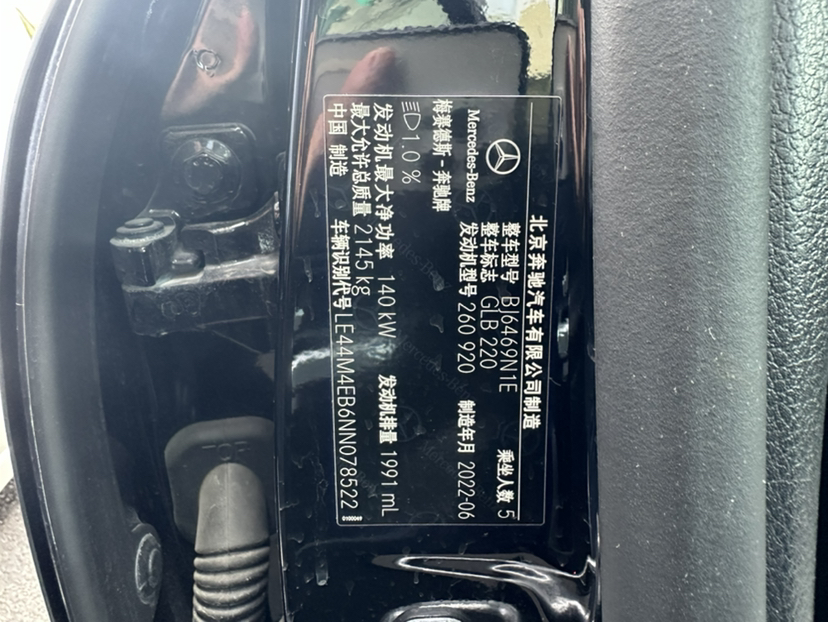 北京奔驰汽车有限公司制造
Mercedes-Benz
梅赛德斯-奔驰牌
整车型号 BJ6469N1E 乘坐人数 5
整车标志 GLB 220
发动机型号 260 920 制造年月 2022-06
1.0 %
发动机最大净功率 140 kW 发动机排量 1991 mL
最大允许总质量 2145 kg
中国 制造 车辆识别代号 LE44M4EB6NN078522
TOP